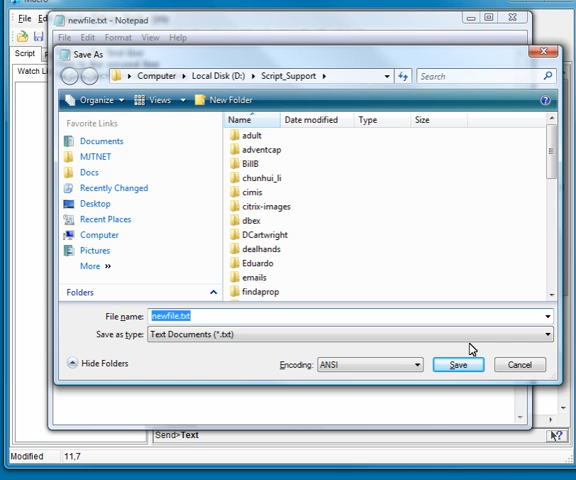 Macro
File
Edit
newfile.txt - Notepad
File Edit Format View Help
Script
Watch Li
Save As
Computer Local Disk (D:) Script_Support
Search
Organize Views New Folder
Favorite Links
Documents
MJTNET
Docs
Recently Changed
Desktop
Recent Places
Computer
Pictures
More »
Folders
Name Date modified Type Size
adult
adventcap
BillB
chunhui_li
cimis
citrix-images
dbex
DCartwright
dealhands
Eduardo
emails
findaprop
File name: newfile.txt
Save as type: Text Documents (*.txt)
Hide Folders
Encoding: ANSI
Save
Cancel
Send>Text
Modified 11,7